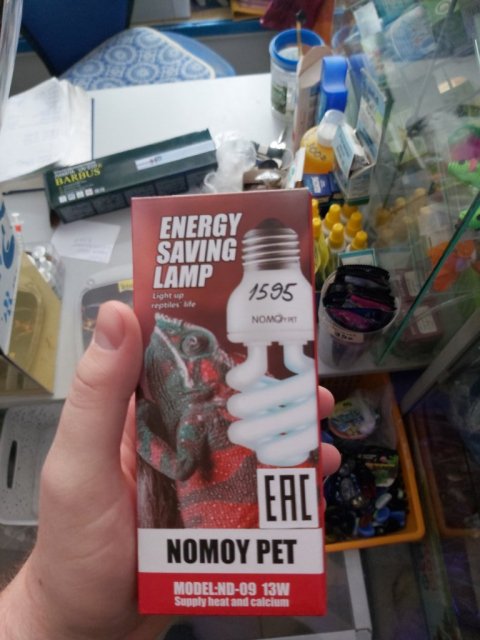 BARBUS
ENERGY
SAVING
LAMP
Light up
reptiles' life
1595
NOMOY PET
EAC
NOMOY PET
MODEL:ND-09 13W
Supply heat and calcium